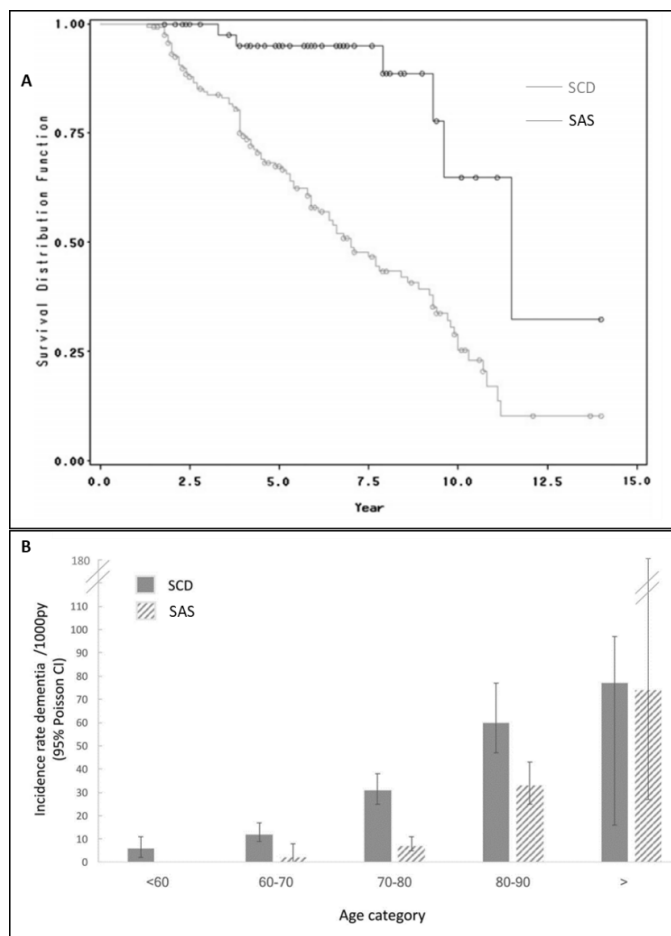 A
1.00
0.75
0.50
0.25
0.00
Survival Distribution Function
SCD
SAS
0.0 2.5 5.0 7.5 10.0 12.5 15.0
Year
B
180
110
100
90
80
70
60
50
40
30
20
10
0
Incidence rate dementia /1000py
(95% Poisson CI)
SCD
SAS
<60 60-70 70-80 80-90 >
Age category